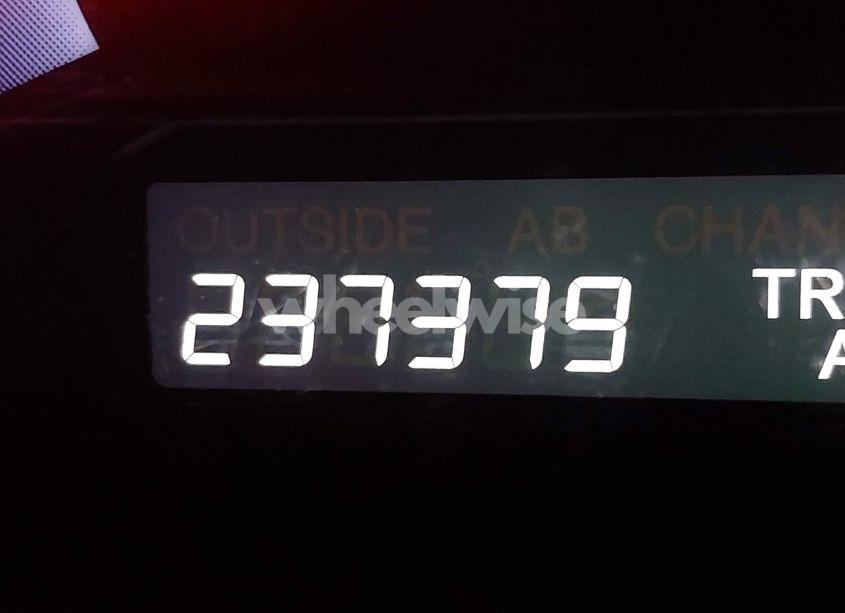 OUTSIDE AB CHAN
237379
TR
A
wheelwise